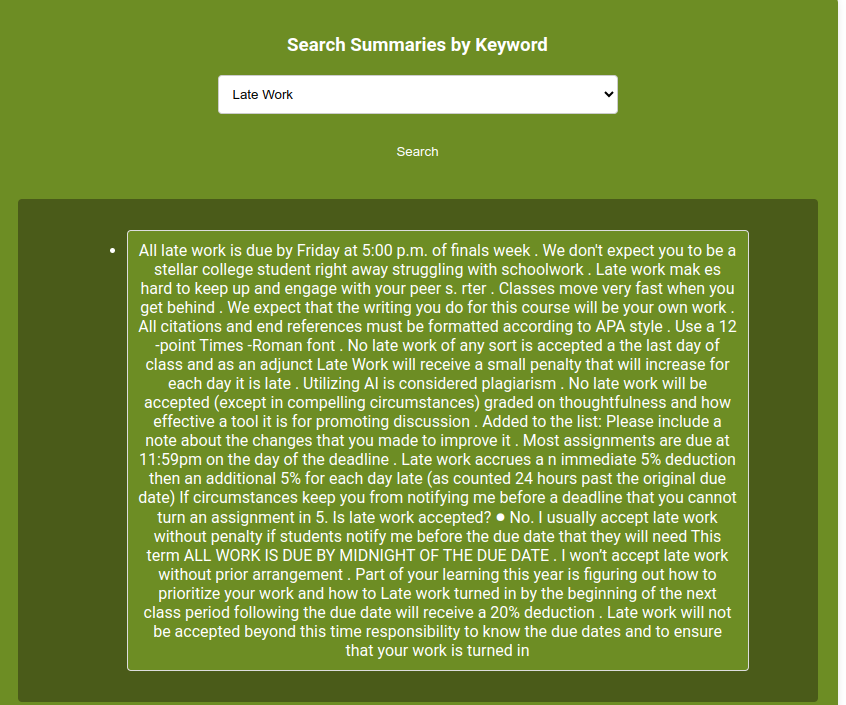 Search Summaries by Keyword
Late Work
Search
All late work is due by Friday at 5:00 p.m. of finals week . We don't expect you to be a
stellar college student right away struggling with schoolwork . Late work mak es
hard to keep up and engage with your peer s. rter . Classes move very fast when you
get behind . We expect that the writing you do for this course will be your own work .
All citations and end references must be formatted according to APA style . Use a 12
-point Times -Roman font . No late work of any sort is accepted a the last day of
class and as an adjunct Late Work will receive a small penalty that will increase for
each day it is late . Utilizing AI is considered plagiarism . No late work will be
accepted (except in compelling circumstances) graded on thoughtfulness and how
effective a tool it is for promoting discussion . Added to the list: Please include a
note about the changes that you made to improve it . Most assignments are due at
11:59pm on the day of the deadline . Late work accrues a n immediate 5% deduction
then an additional 5% for each day late (as counted 24 hours past the original due
date) If circumstances keep you from notifying me before a deadline that you cannot
turn an assignment in 5. Is late work accepted? ● No. I usually accept late work
without penalty if students notify me before the due date that they will need This
term ALL WORK IS DUE BY MIDNIGHT OF THE DUE DATE . I won't accept late work
without prior arrangement . Part of your learning this year is figuring out how to
prioritize your work and how to Late work turned in by the beginning of the next
class period following the due date will receive a 20% deduction . Late work will not
be accepted beyond this time responsibility to know the due dates and to ensure
that your work is turned in